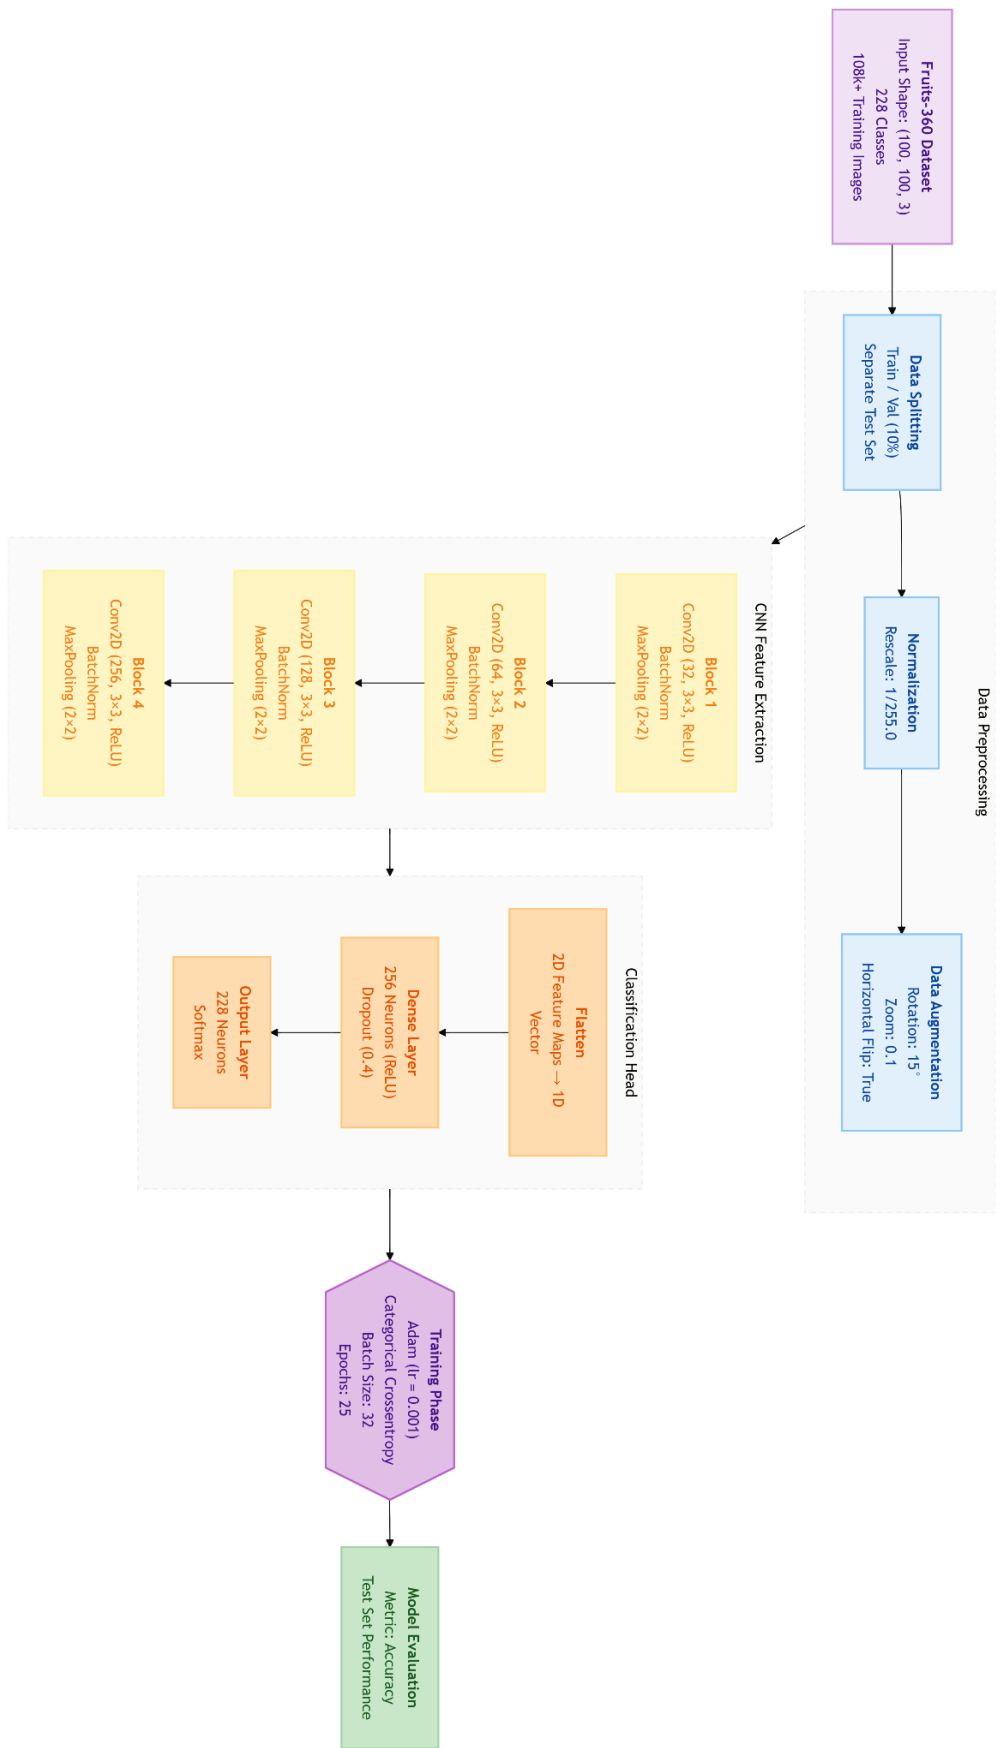 Fruits-360 Dataset
Input Shape: (100, 100, 3)
228 Classes
108k+ Training Images
Data Preprocessing
Data Splitting
Train / Val (10%)
Separate Test Set
Normalization
Rescale: 1/255.0
Data Augmentation
Rotation: 15°
Zoom: 0.1
Horizontal Flip: True
CNN Feature Extraction
Block 1
Conv2D (32, 3×3, ReLU)
BatchNorm
MaxPooling (2×2)
Block 2
Conv2D (64, 3×3, ReLU)
BatchNorm
MaxPooling (2×2)
Block 3
Conv2D (128, 3×3, ReLU)
BatchNorm
MaxPooling (2×2)
Block 4
Conv2D (256, 3×3, ReLU)
BatchNorm
MaxPooling (2×2)
Classification Head
Flatten
2D Feature Maps → 1D
Vector
Dense Layer
256 Neurons (ReLU)
Dropout (0.4)
Output Layer
228 Neurons
Softmax
Training Phase
Adam (lr = 0.001)
Categorical Crossentropy
Batch Size: 32
Epochs: 25
Model Evaluation
Metric: Accuracy
Test Set Performance